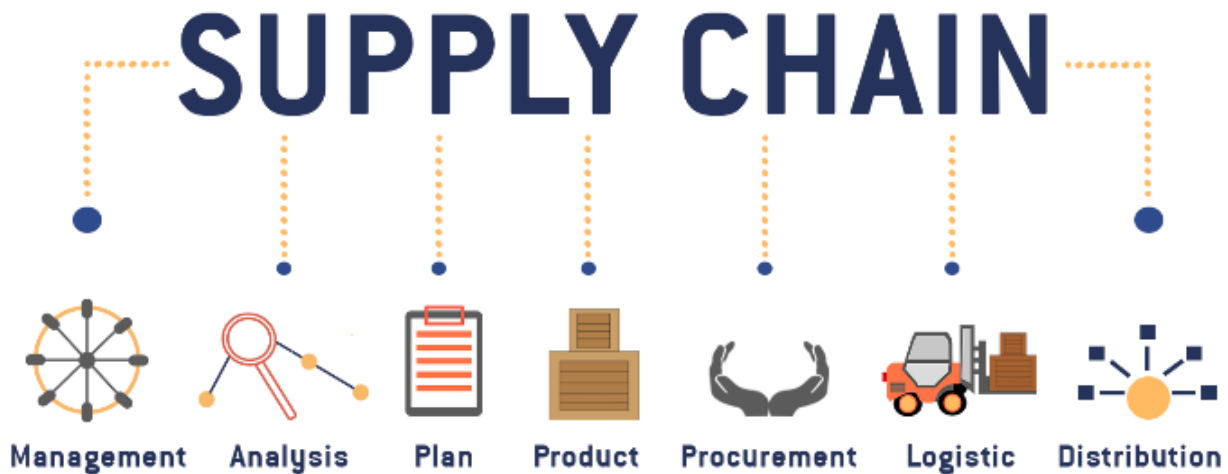 SUPPLY CHAIN
Management Analysis Plan Product Procurement Logistic Distribution